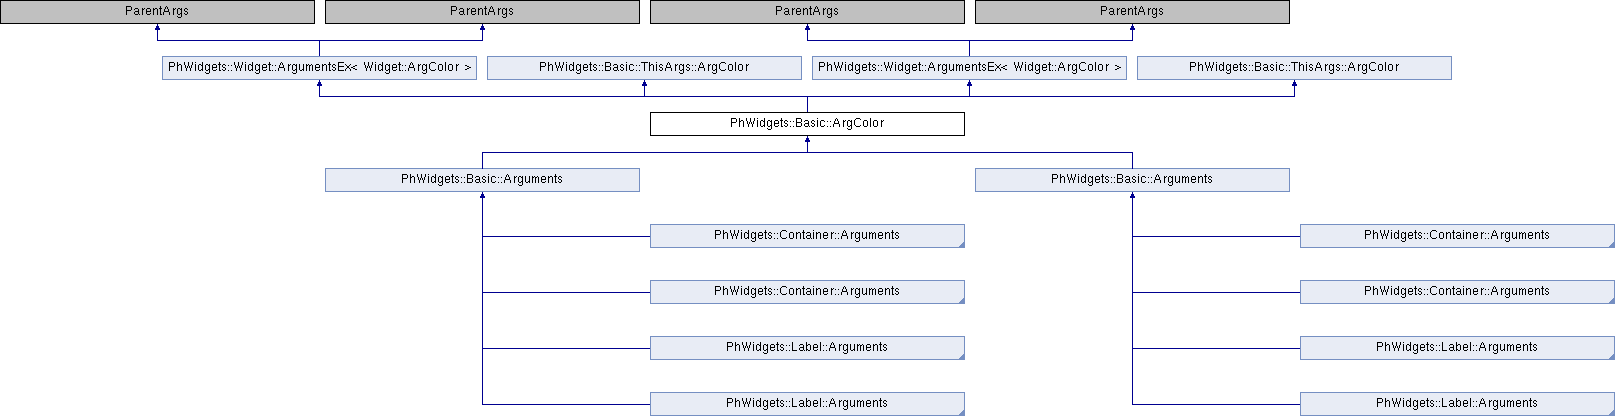 ParentArgs
ParentArgs
ParentArgs
ParentArgs
PhWidgets::Widget::ArgumentsEx< Widget::ArgColor >
PhWidgets::Basic::ThisArgs::ArgColor
PhWidgets::Widget::ArgumentsEx< Widget::ArgColor >
PhWidgets::Basic::ThisArgs::ArgColor
PhWidgets::Basic::ArgColor
PhWidgets::Basic::Arguments
PhWidgets::Basic::Arguments
PhWidgets::Container::Arguments
PhWidgets::Container::Arguments
PhWidgets::Container::Arguments
PhWidgets::Container::Arguments
PhWidgets::Label::Arguments
PhWidgets::Label::Arguments
PhWidgets::Label::Arguments
PhWidgets::Label::Arguments